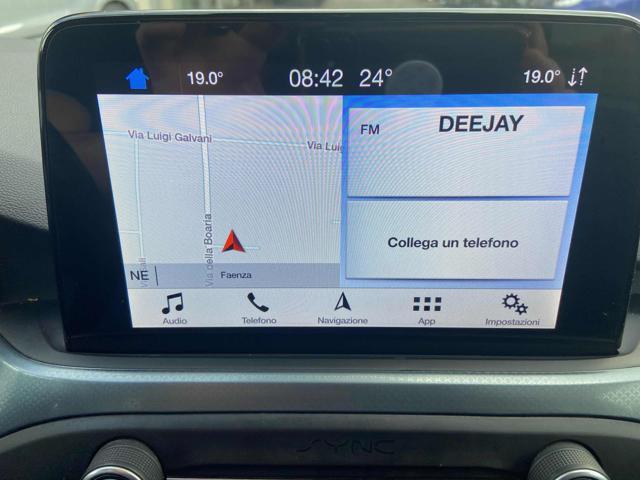 19.0° 08:42 24° 19.0°
Via Luigi Galvani
Via Lui
Via della Boaria
NE
Faenza
FM DEEJAY
Collega un telefono
Audio Telefono Navigazione App Impostazioni
SYNC